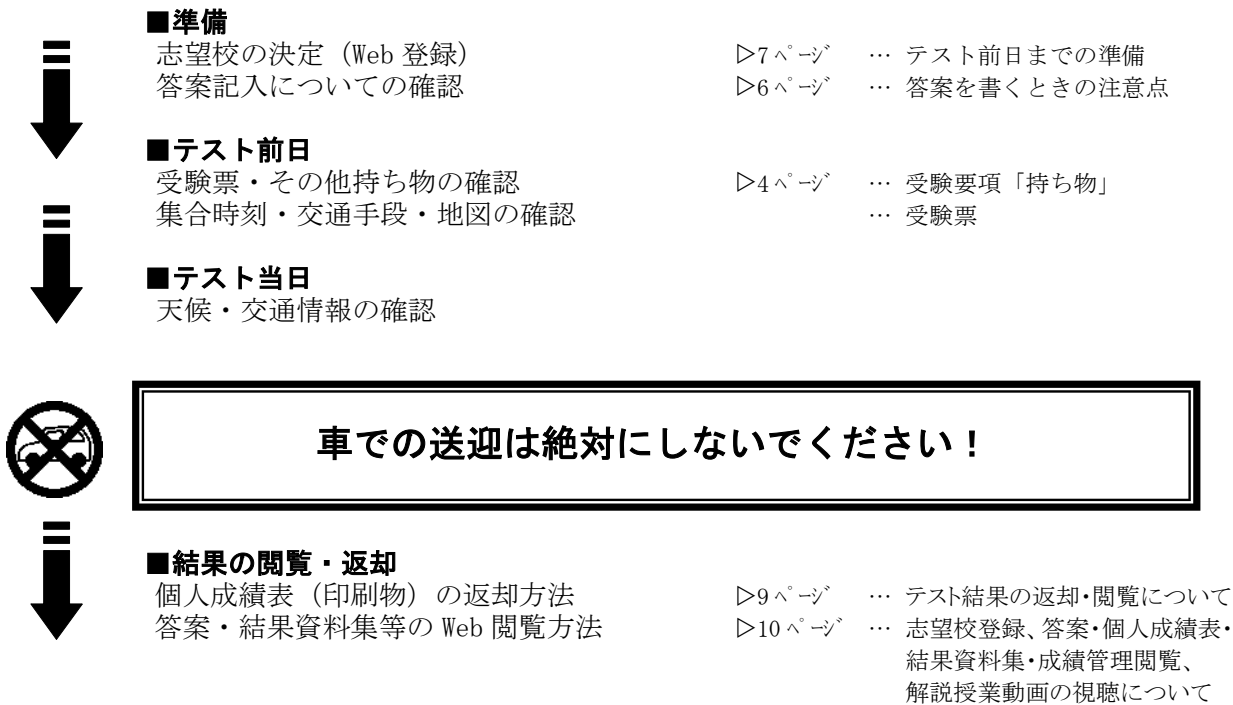 ■準備
志望校の決定（Web 登録） ▷7ﾍﾟｰｼﾞ … テスト前日までの準備
答案記入についての確認 ▷6ﾍﾟｰｼﾞ … 答案を書くときの注意点
■テスト前日
受験票・その他持ち物の確認 ▷4ﾍﾟｰｼﾞ … 受験要項「持ち物」
集合時刻・交通手段・地図の確認 … 受験票
■テスト当日
天候・交通情報の確認
車での送迎は絶対にしないでください！
■結果の閲覧・返却
個人成績表（印刷物）の返却方法 ▷9ﾍﾟｰｼﾞ … テスト結果の返却・閲覧について
答案・結果資料集等の Web 閲覧方法 ▷10ﾍﾟｰｼﾞ … 志望校登録、答案・個人成績表・
結果資料集・成績管理閲覧、
解説授業動画の視聴について